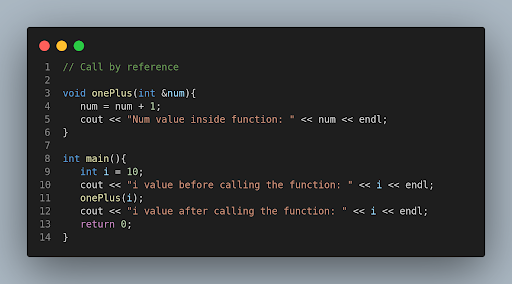 1 // Call by reference
2
3 void onePlus(int &num){
4    num = num + 1;
5    cout << "Num value inside function: " << num << endl;
6 }
7
8 int main(){
9    int i = 10;
10    cout << "i value before calling the function: " << i << endl;
11    onePlus(i);
12    cout << "i value after calling the function: " << i << endl;
13    return 0;
14 }